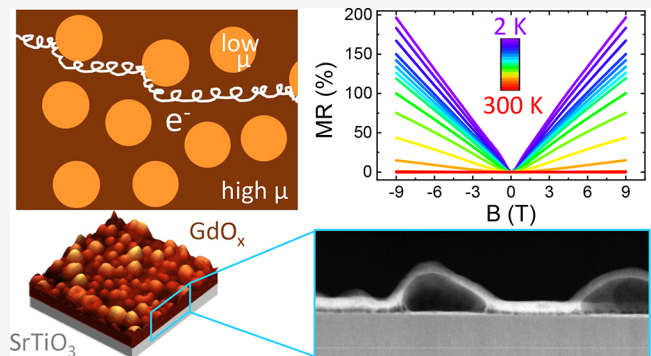 low
μ
e-
high μ
MR (%)
200
150
100
50
0
2 K
300 K
-9 -6 -3 0 3 6 9
B (T)
GdOx
SrTiO3